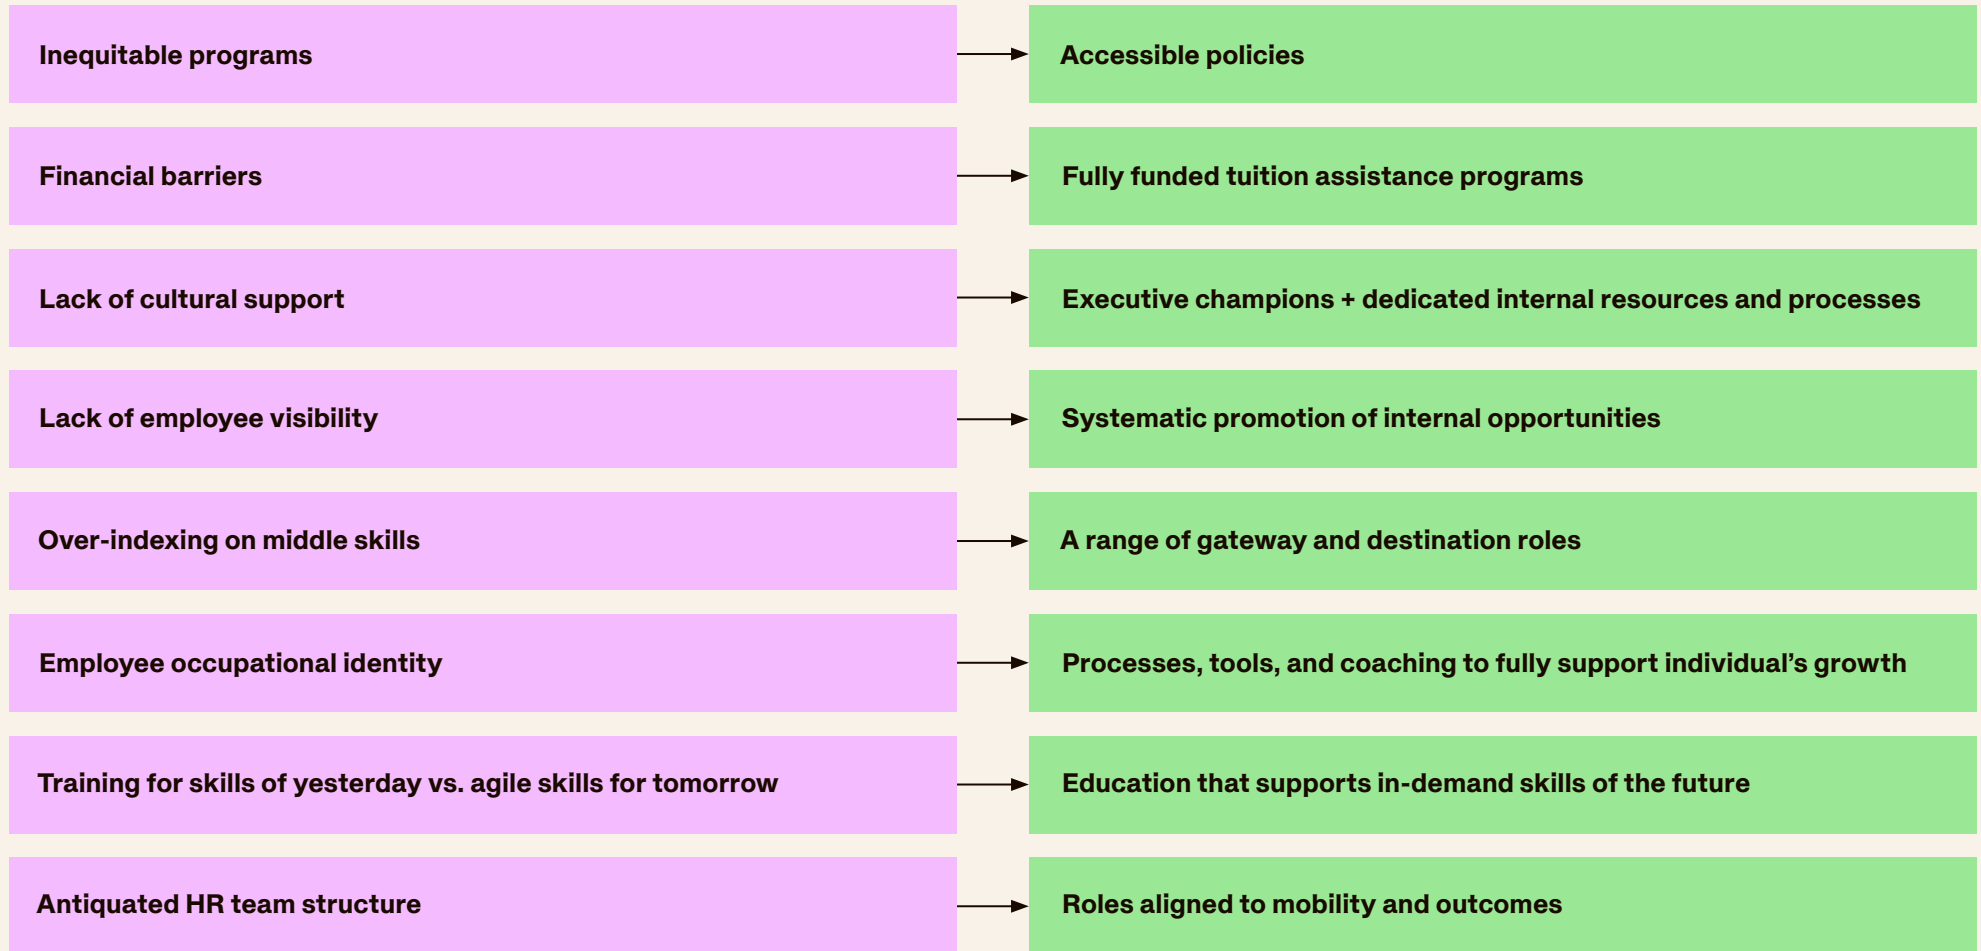 Inequitable programs
Accessible policies
Financial barriers
Fully funded tuition assistance programs
Lack of cultural support
Executive champions + dedicated internal resources and processes
Lack of employee visibility
Systematic promotion of internal opportunities
Over-indexing on middle skills
A range of gateway and destination roles
Employee occupational identity
Processes, tools, and coaching to fully support individual’s growth
Training for skills of yesterday vs. agile skills for tomorrow
Education that supports in-demand skills of the future
Antiquated HR team structure
Roles aligned to mobility and outcomes